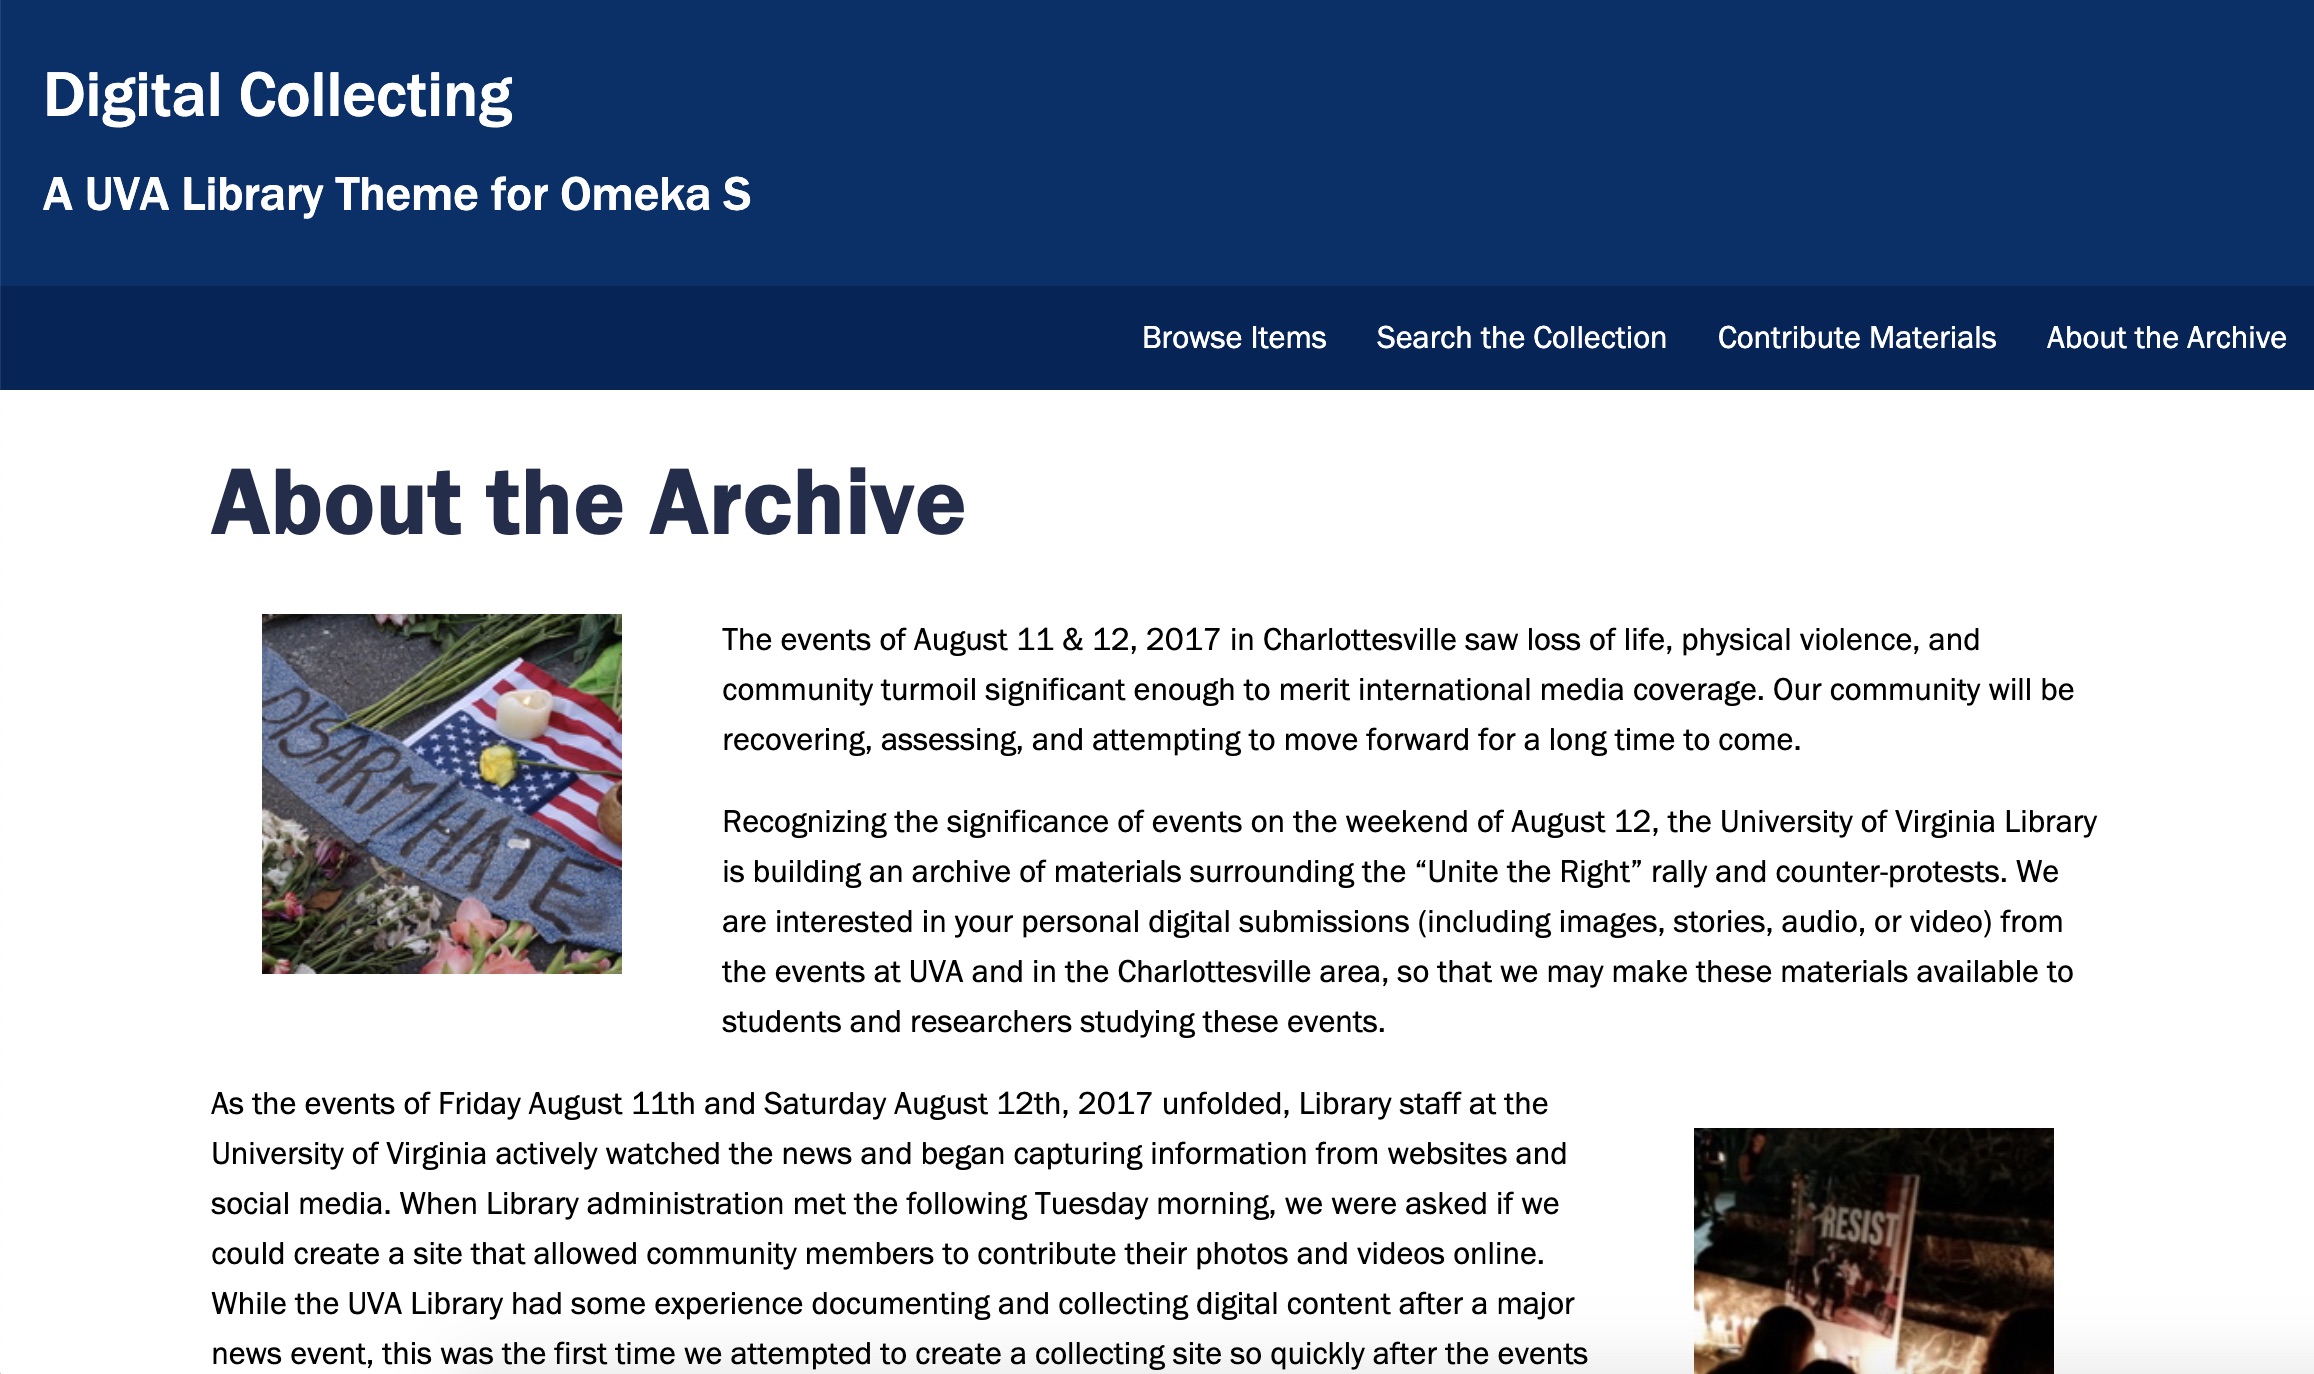 Digital Collecting
A UVA Library Theme for Omeka S
Browse Items Search the Collection Contribute Materials About the Archive
About the Archive
DISARM HATE
The events of August 11 & 12, 2017 in Charlottesville saw loss of life, physical violence, and
community turmoil significant enough to merit international media coverage. Our community will be
recovering, assessing, and attempting to move forward for a long time to come.
Recognizing the significance of events on the weekend of August 12, the University of Virginia Library
is building an archive of materials surrounding the “Unite the Right” rally and counter-protests. We
are interested in your personal digital submissions (including images, stories, audio, or video) from
the events at UVA and in the Charlottesville area, so that we may make these materials available to
students and researchers studying these events.
As the events of Friday August 11th and Saturday August 12th, 2017 unfolded, Library staff at the
University of Virginia actively watched the news and began capturing information from websites and
social media. When Library administration met the following Tuesday morning, we were asked if we
could create a site that allowed community members to contribute their photos and videos online.
While the UVA Library had some experience documenting and collecting digital content after a major
news event, this was the first time we attempted to create a collecting site so quickly after the events
RESIST